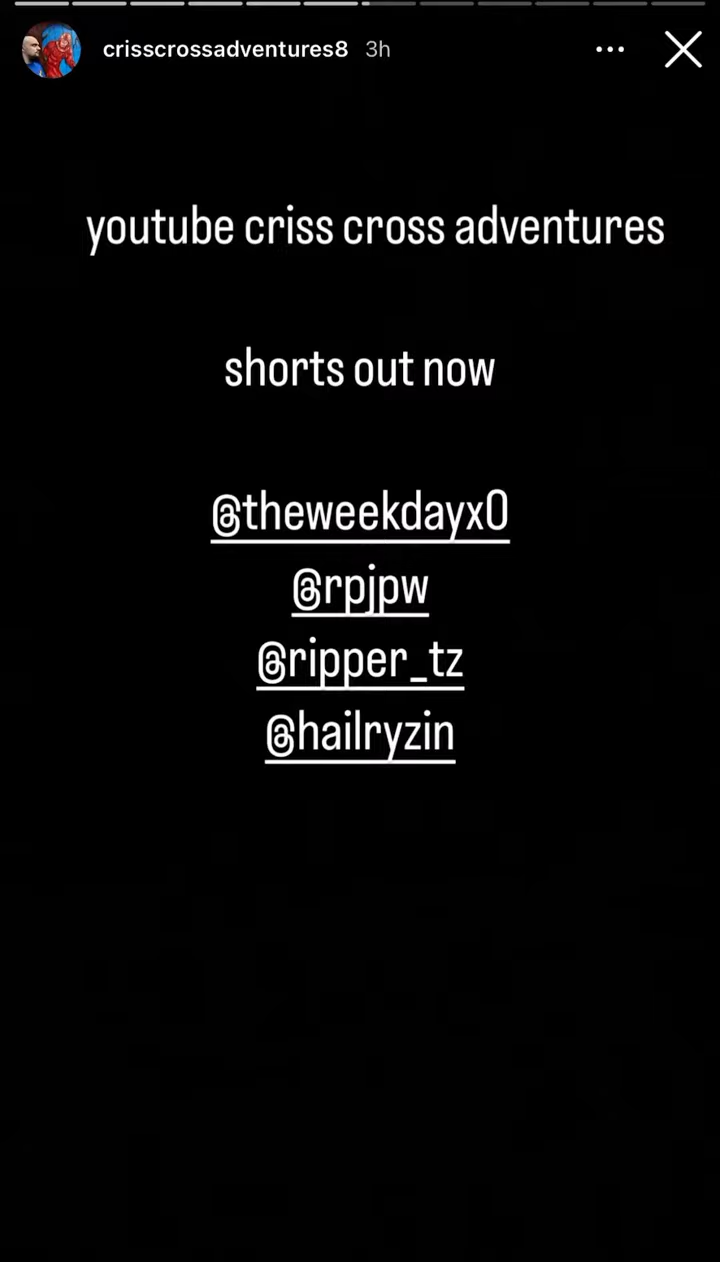 crisscrossadventures8 3h
youtube criss cross adventures
shorts out now
@theweekdayx0
@rpjpw
@ripper_tz
@hailryzin